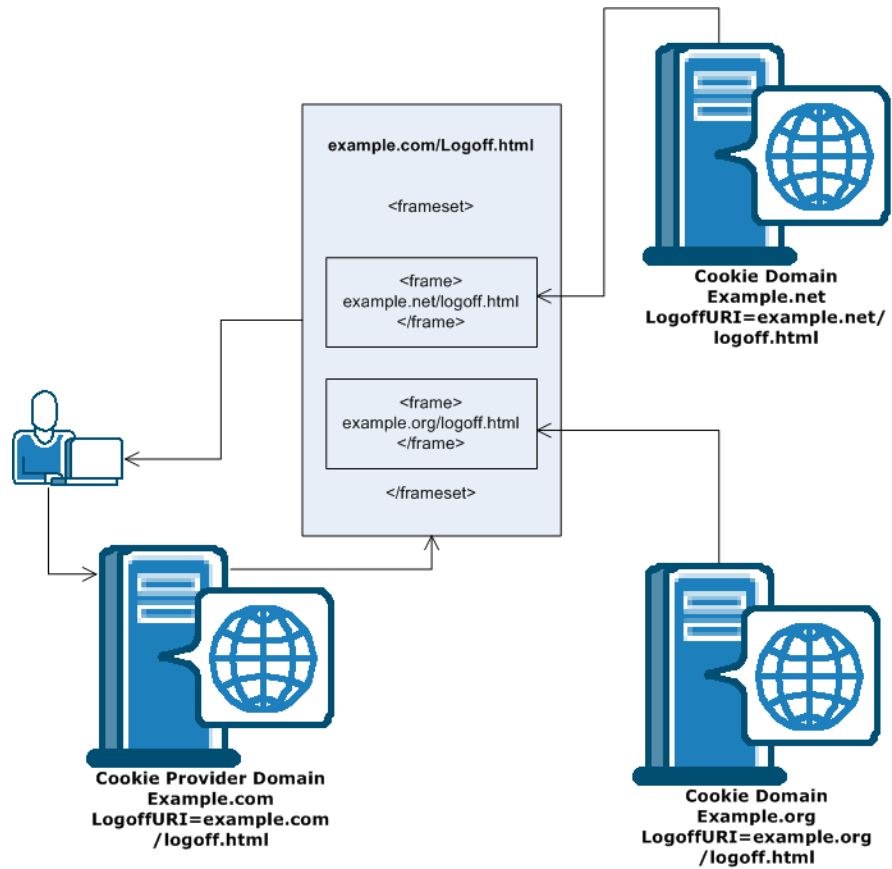 example.com/Logoff.html
<frameset>
<frame>
example.net/logoff.html
</frame>
<frame>
example.org/logoff.html
</frame>
</frameset>
Cookie Domain
Example.net
LogoffURI=example.net/
logoff.html
Cookie Provider Domain
Example.com
LogoffURI=example.com
/logoff.html
Cookie Domain
Example.org
LogoffURI=example.org
/logoff.html